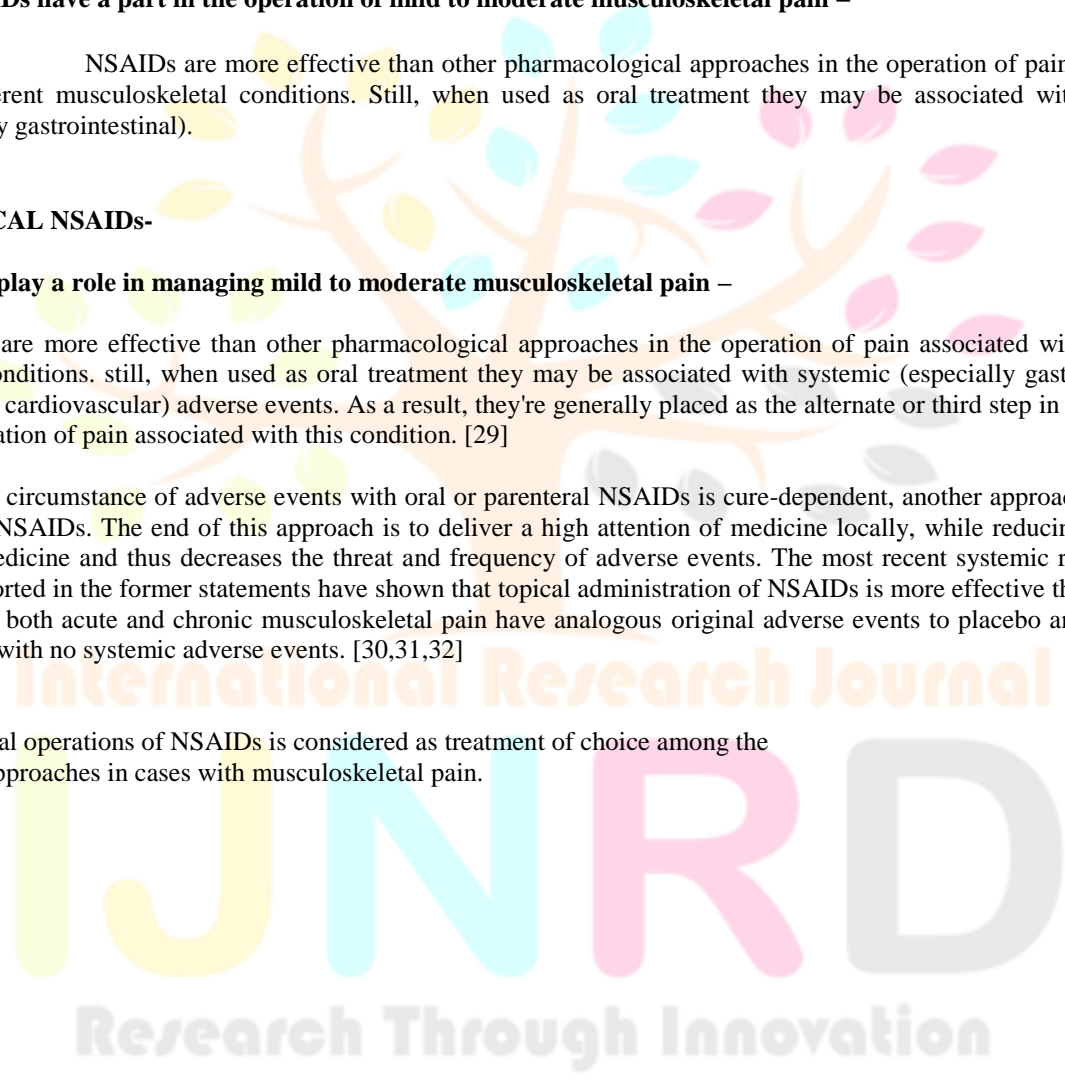 Ds have a part in the operation of mild to moderate musculoskeletal pain –
NSAIDs are more effective than other pharmacological approaches in the operation of pain
erent musculoskeletal conditions. Still, when used as oral treatment they may be associated wit
y gastrointestinal).
CAL NSAIDs-
play a role in managing mild to moderate musculoskeletal pain –
are more effective than other pharmacological approaches in the operation of pain associated wi
onditions. still, when used as oral treatment they may be associated with systemic (especially gast
cardiovascular) adverse events. As a result, they're generally placed as the alternate or third step in
ation of pain associated with this condition. [29]
circumstance of adverse events with oral or parenteral NSAIDs is cure-dependent, another approac
NSAIDs. The end of this approach is to deliver a high attention of medicine locally, while reducin
edicine and thus decreases the threat and frequency of adverse events. The most recent systemic r
orted in the former statements have shown that topical administration of NSAIDs is more effective th
both acute and chronic musculoskeletal pain have analogous original adverse events to placebo an
with no systemic adverse events. [30,31,32]
International Research Journal
al operations of NSAIDs is considered as treatment of choice among the
pproaches in cases with musculoskeletal pain.
IJNRD
Research Through Innovation